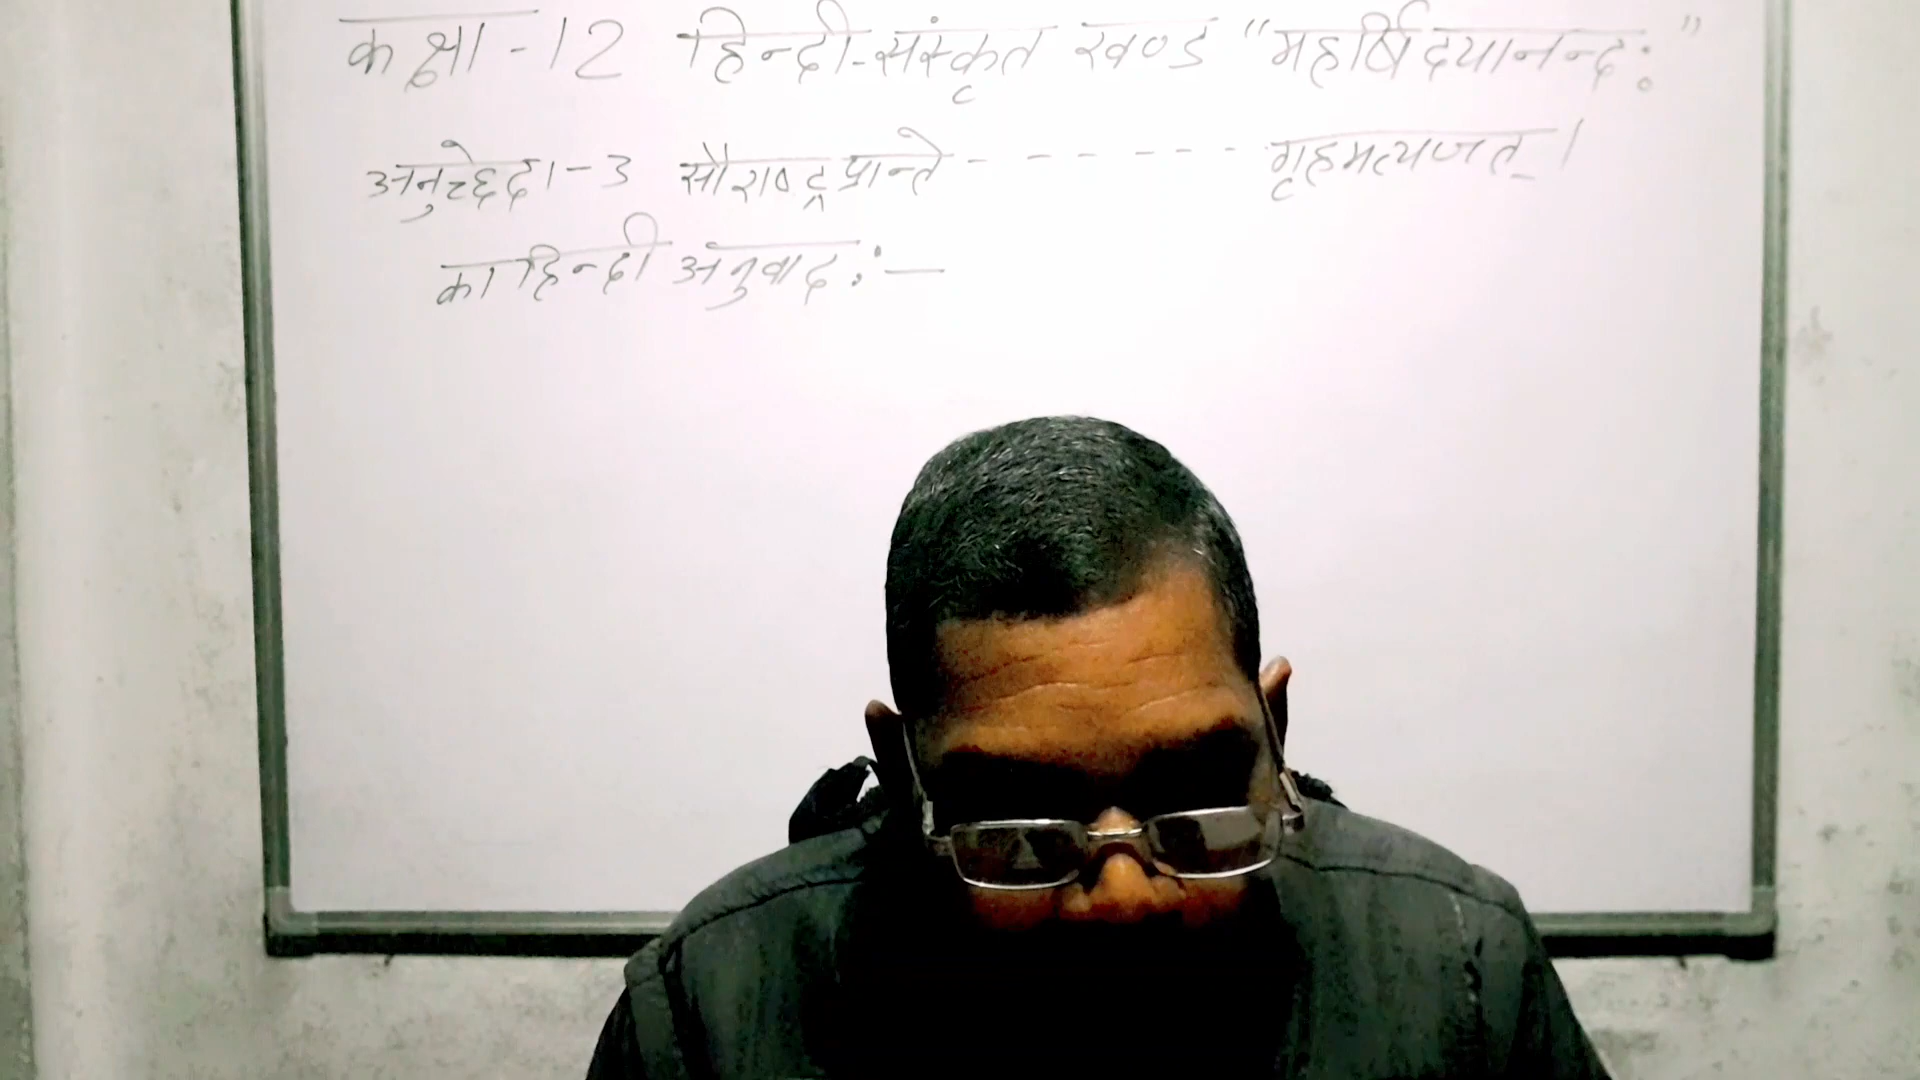 कक्षा-12 हिन्दी-संस्कृत खण्ड "महर्षिदयानन्दः"
अनुच्छेदा-3 सौराष्ट्रप्रान्ते - - - - - - - गृहमत्यजत् ।
का हिन्दी अनुवाद :-